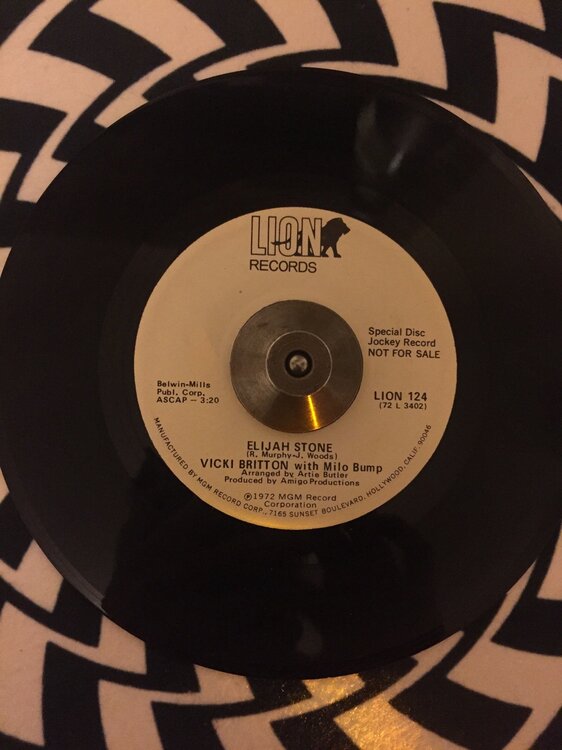 LION
RECORDS
Special Disc
Jockey Record
NOT FOR SALE
Belwin-Mills
Publ. Corp.
ASCAP – 3:20
LION 124
(72 L 3402)
ELIJAH STONE
(R. Murphy-J. Woods)
VICKI BRITTON with Milo Bump
Arranged by Artie Butler
Produced by Amigo Productions
℗1972 MGM Record
Corporation
MANUFACTURED BY MGM RECORD CORP., 7165 SUNSET BOULEVARD, HOLLYWOOD, CALIF. 90046